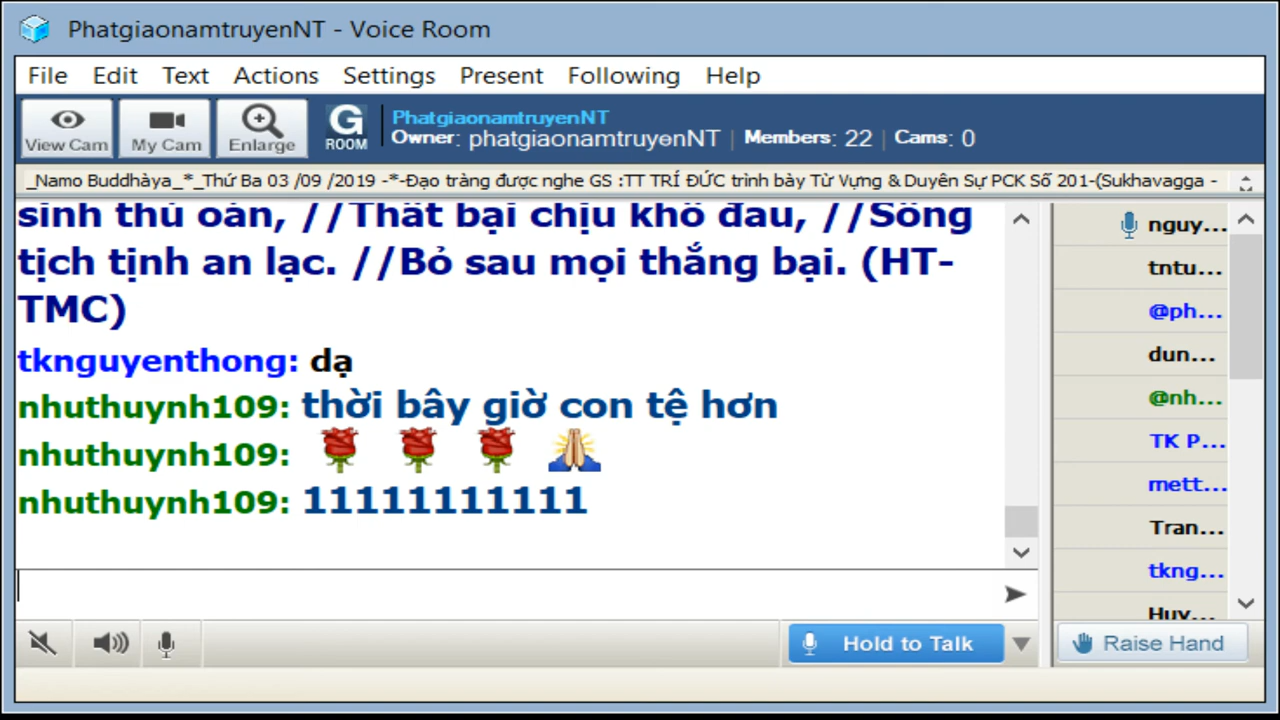 PhatgiaonamtruyenNT - Voice Room
File Edit Text Actions Settings Present Following Help
View Cam My Cam Enlarge G ROOM
PhatgiaonamtruyenNT
Owner: phatgiaonamtruyenNT | Members: 22 | Cams: 0
_Namo Buddhàya_*_Thứ Ba 03 /09 /2019 -*-Đạo tràng được nghe GS :TT TRÍ ĐỨC trình bày Từ Vựng & Duyên Sự PCK Số 201-(Sukhavagga -
sinh thù oán, //Thất bại chịu khổ đau, //Sống
tịch tịnh an lạc. //Bỏ sau mọi thắng bại. (HT-
TMC)
tknguyenthong: dạ
nhuthuynh109: thời bây giờ con tệ hơn
nhuthuynh109: 🌹 🌹 🌹 🙏
nhuthuynh109: 11111111111
nguy...
tntu...
@ph...
dun...
@nh...
TK P...
mett...
Tran...
tkng...
Huy...
Hold to Talk
Raise Hand